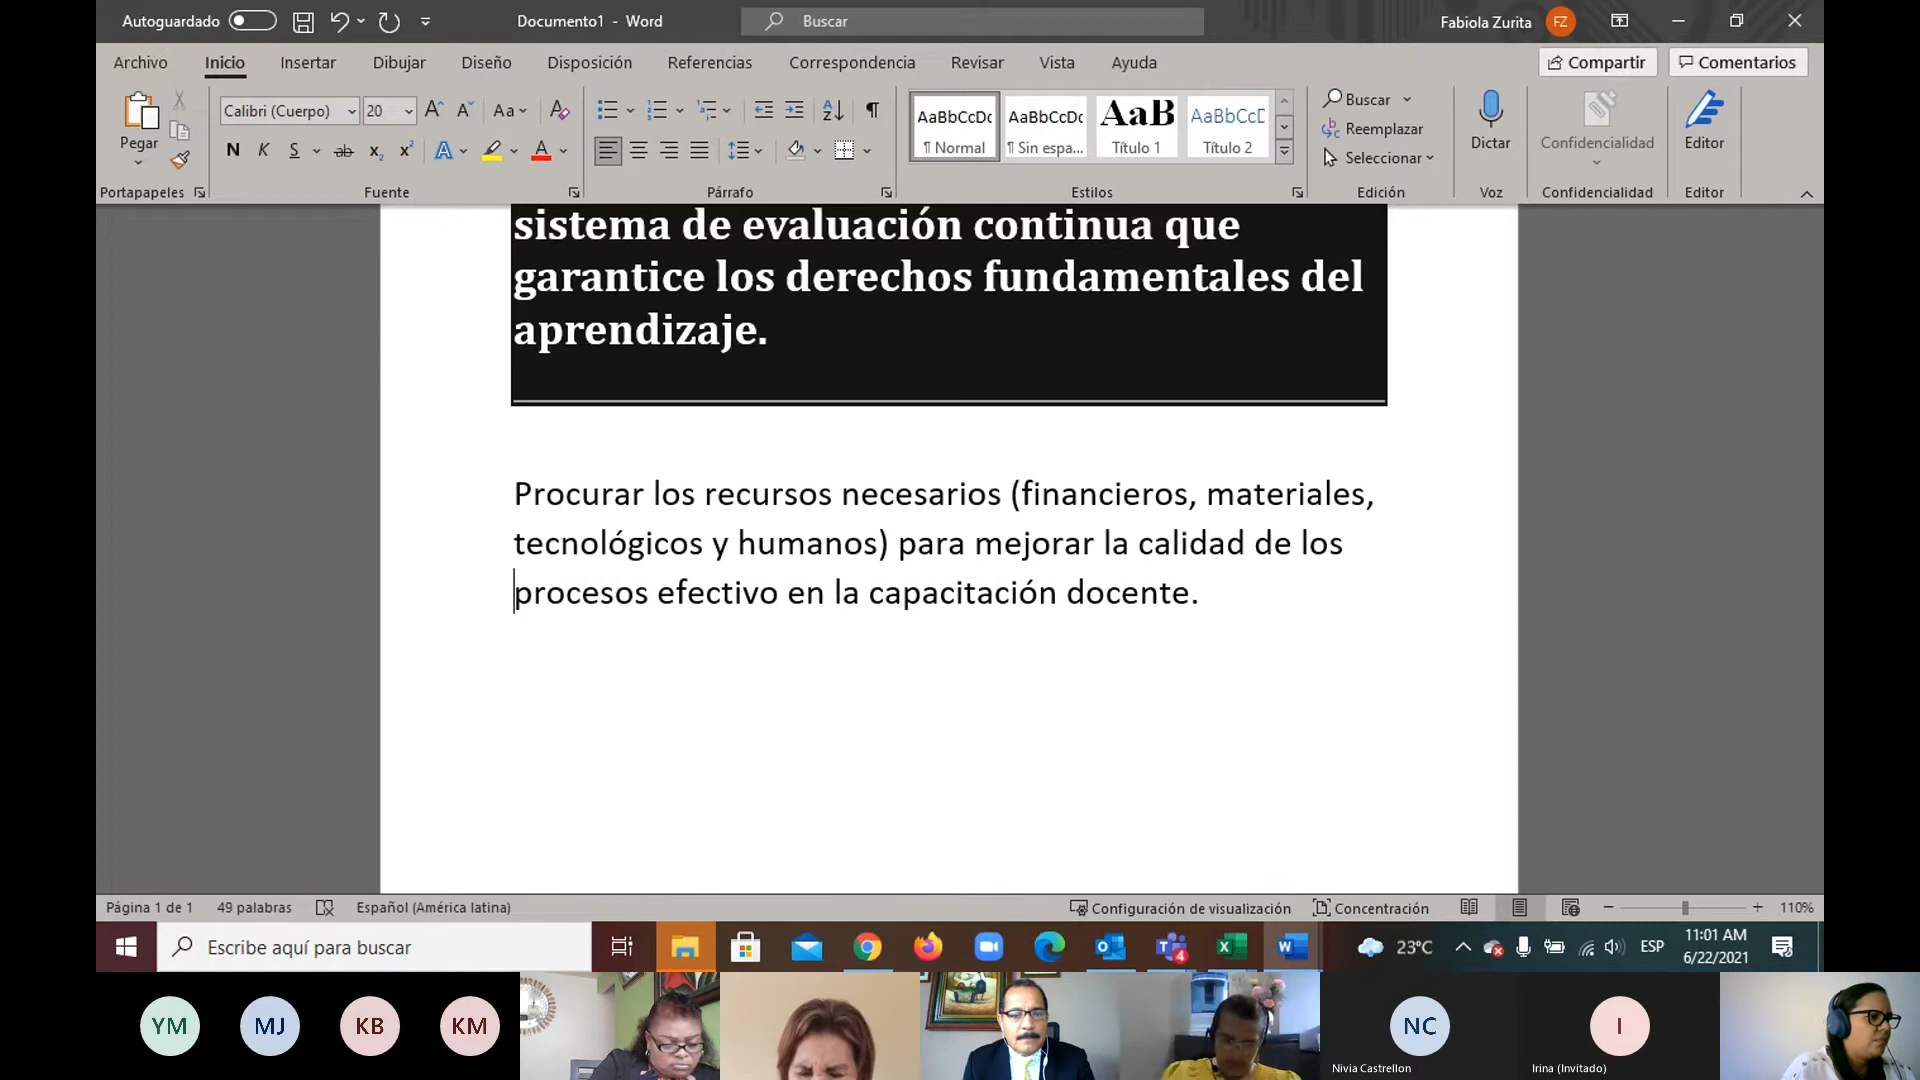 Autoguardado
Documento1 - Word
Buscar
Fabiola Zurita
FZ
Archivo
Inicio
Insertar
Dibujar
Diseño
Disposición
Referencias
Correspondencia
Revisar
Vista
Ayuda
Compartir
Comentarios
Pegar
Portapapeles
Calibri (Cuerpo)
20
Aa
N K S ab x₂ x² A A
Fuente
Párrafo
AaBbCcDc
¶ Normal
AaBbCcDc
¶ Sin espa...
AaB
Título 1
AaBbCcD
Título 2
Estilos
Buscar
Reemplazar
Seleccionar
Edición
Dictar
Voz
Confidencialidad
Confidencialidad
Editor
Editor
sistema de evaluación continua que
garantice los derechos fundamentales del
aprendizaje.
Procurar los recursos necesarios (financieros, materiales,
tecnológicos y humanos) para mejorar la calidad de los
procesos efectivo en la capacitación docente.
Página 1 de 1
49 palabras
Español (América latina)
Configuración de visualización
Concentración
110%
Escribe aquí para buscar
4
23°C
ESP
11:01 AM
6/22/2021
YM
MJ
KB
KM
NC
Nivia Castrellon
I
Irina (Invitado)